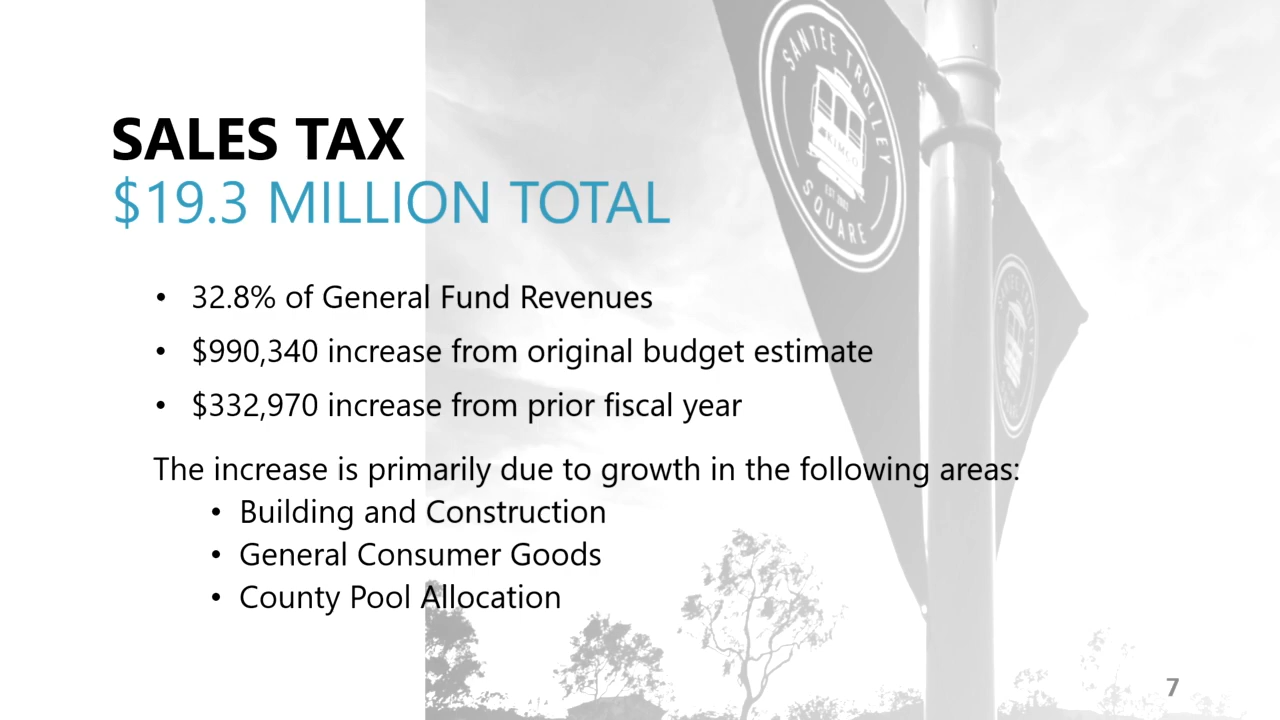 SALES TAX
$19.3 MILLION TOTAL
• 32.8% of General Fund Revenues
• $990,340 increase from original budget estimate
• $332,970 increase from prior fiscal year
The increase is primarily due to growth in the following areas:
• Building and Construction
• General Consumer Goods
• County Pool Allocation
SANTEE TROLLEY
KIMCO
SQUARE
7